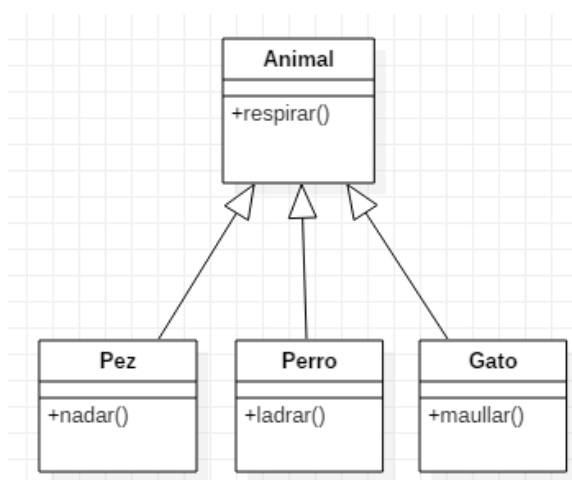 Animal
+respirar()
Pez
Perro
Gato
+nadar()
+ladrar()
+maullar()